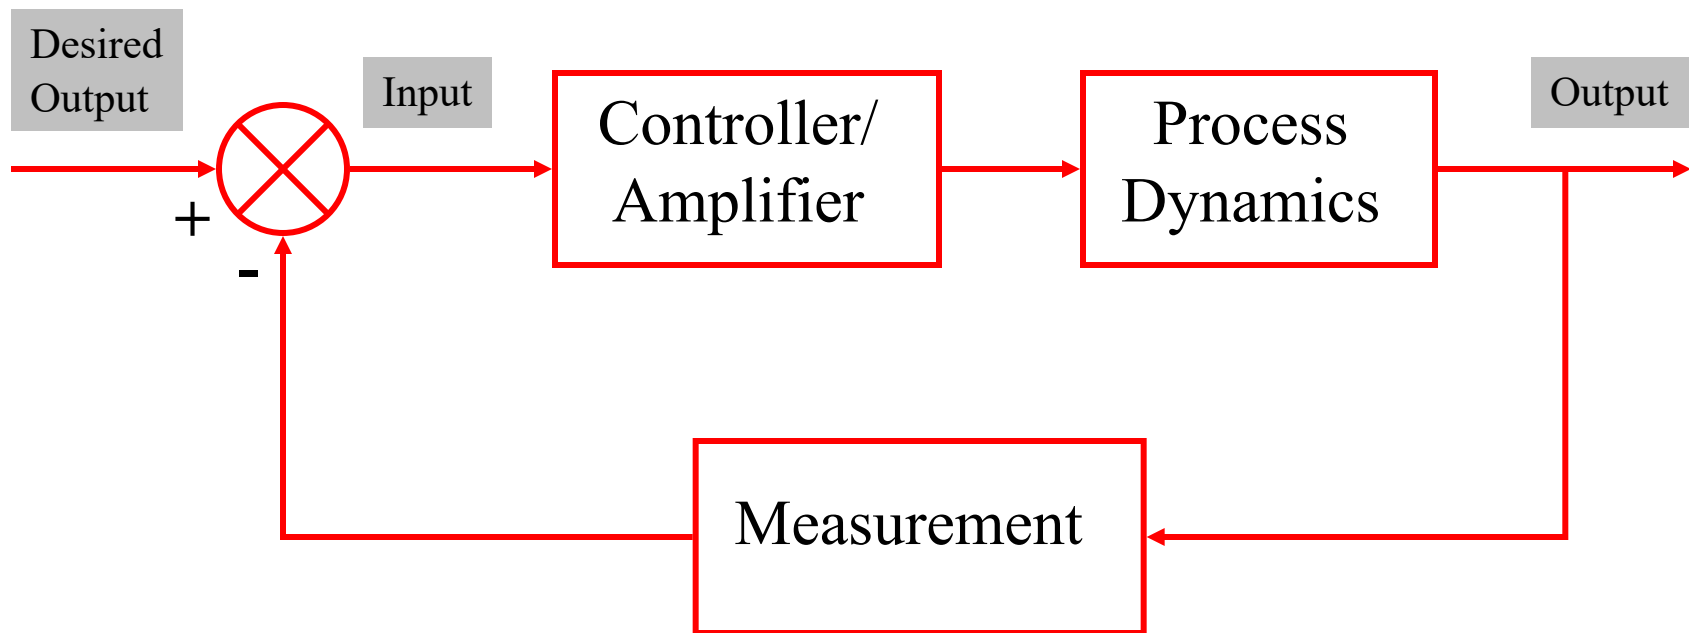 Desired
Output
Input
Controller/
Amplifier
Process
Dynamics
Output
+
-
Measurement